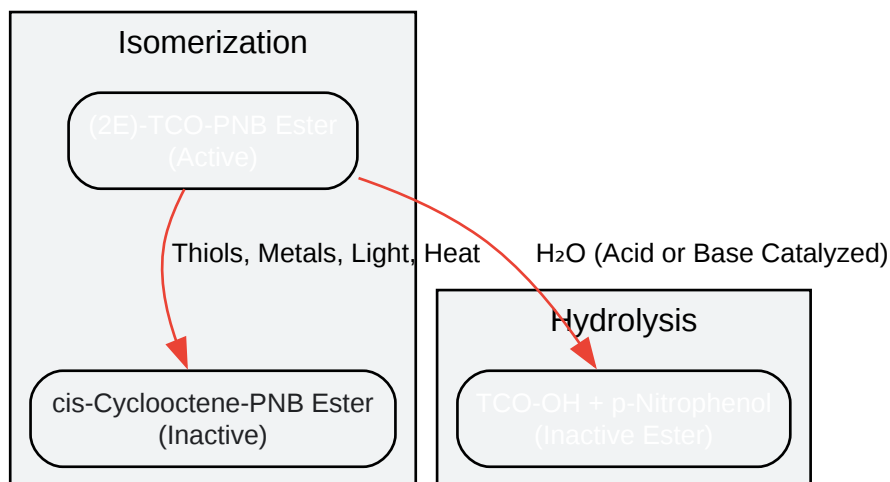 Isomerization
(2E)-TCO-PNB Ester
(Active)
Thiols, Metals, Light, Heat
H₂O (Acid or Base Catalyzed)
Hydrolysis
cis-Cyclooctene-PNB Ester
(Inactive)
TCO-OH + p-Nitrophenol
(Inactive Ester)